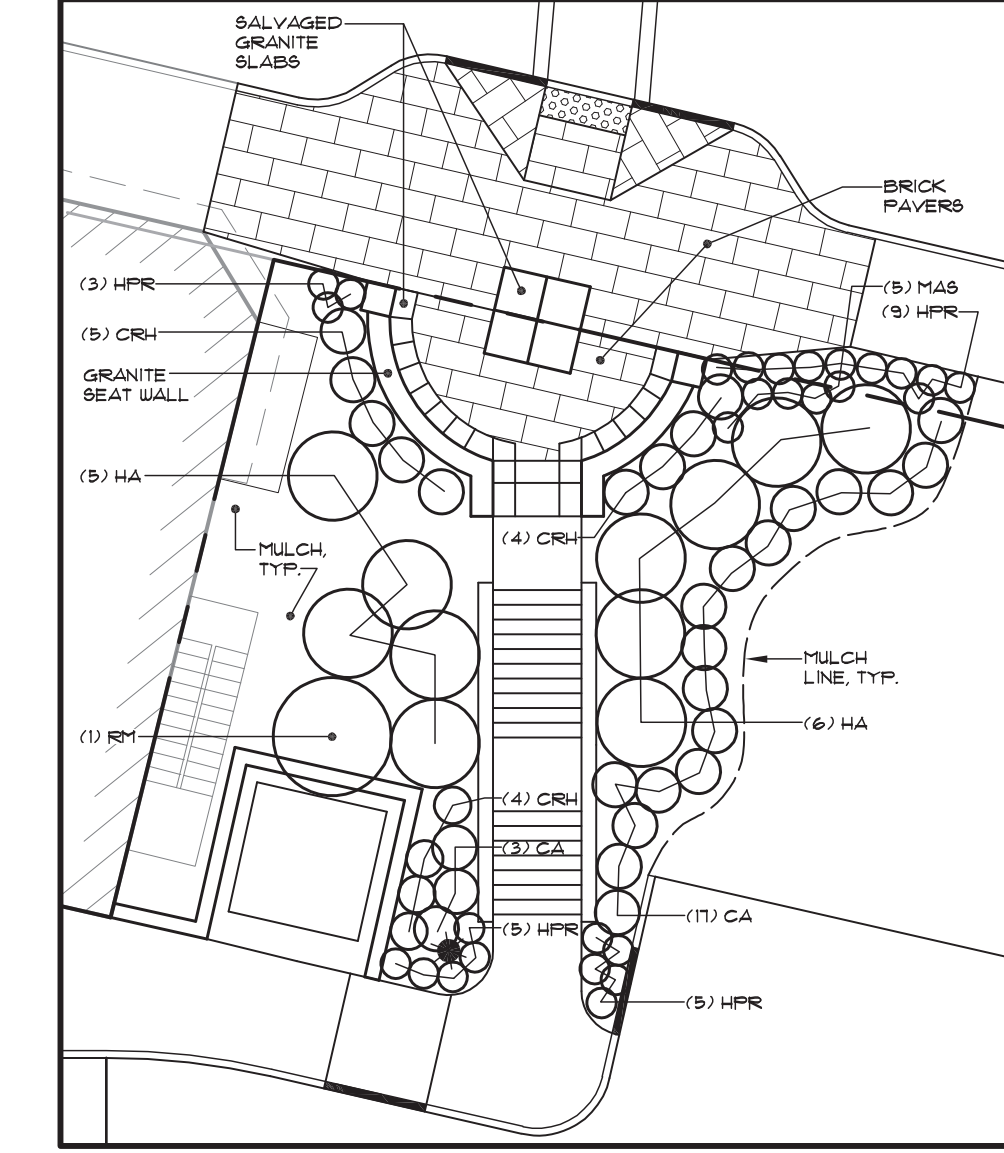 SALVAGED
GRANITE
SLABS
BRICK
PAVERS
(3) HPR
(5) MAS
(9) HPR
(5) CRH
GRANITE
SEAT WALL
(5) HA
(4) CRH
MULCH,
TYP.
MULCH
LINE, TYP.
(6) HA
(1) RM
(4) CRH
(3) CA
(17) CA
(5) HPR
(5) HPR